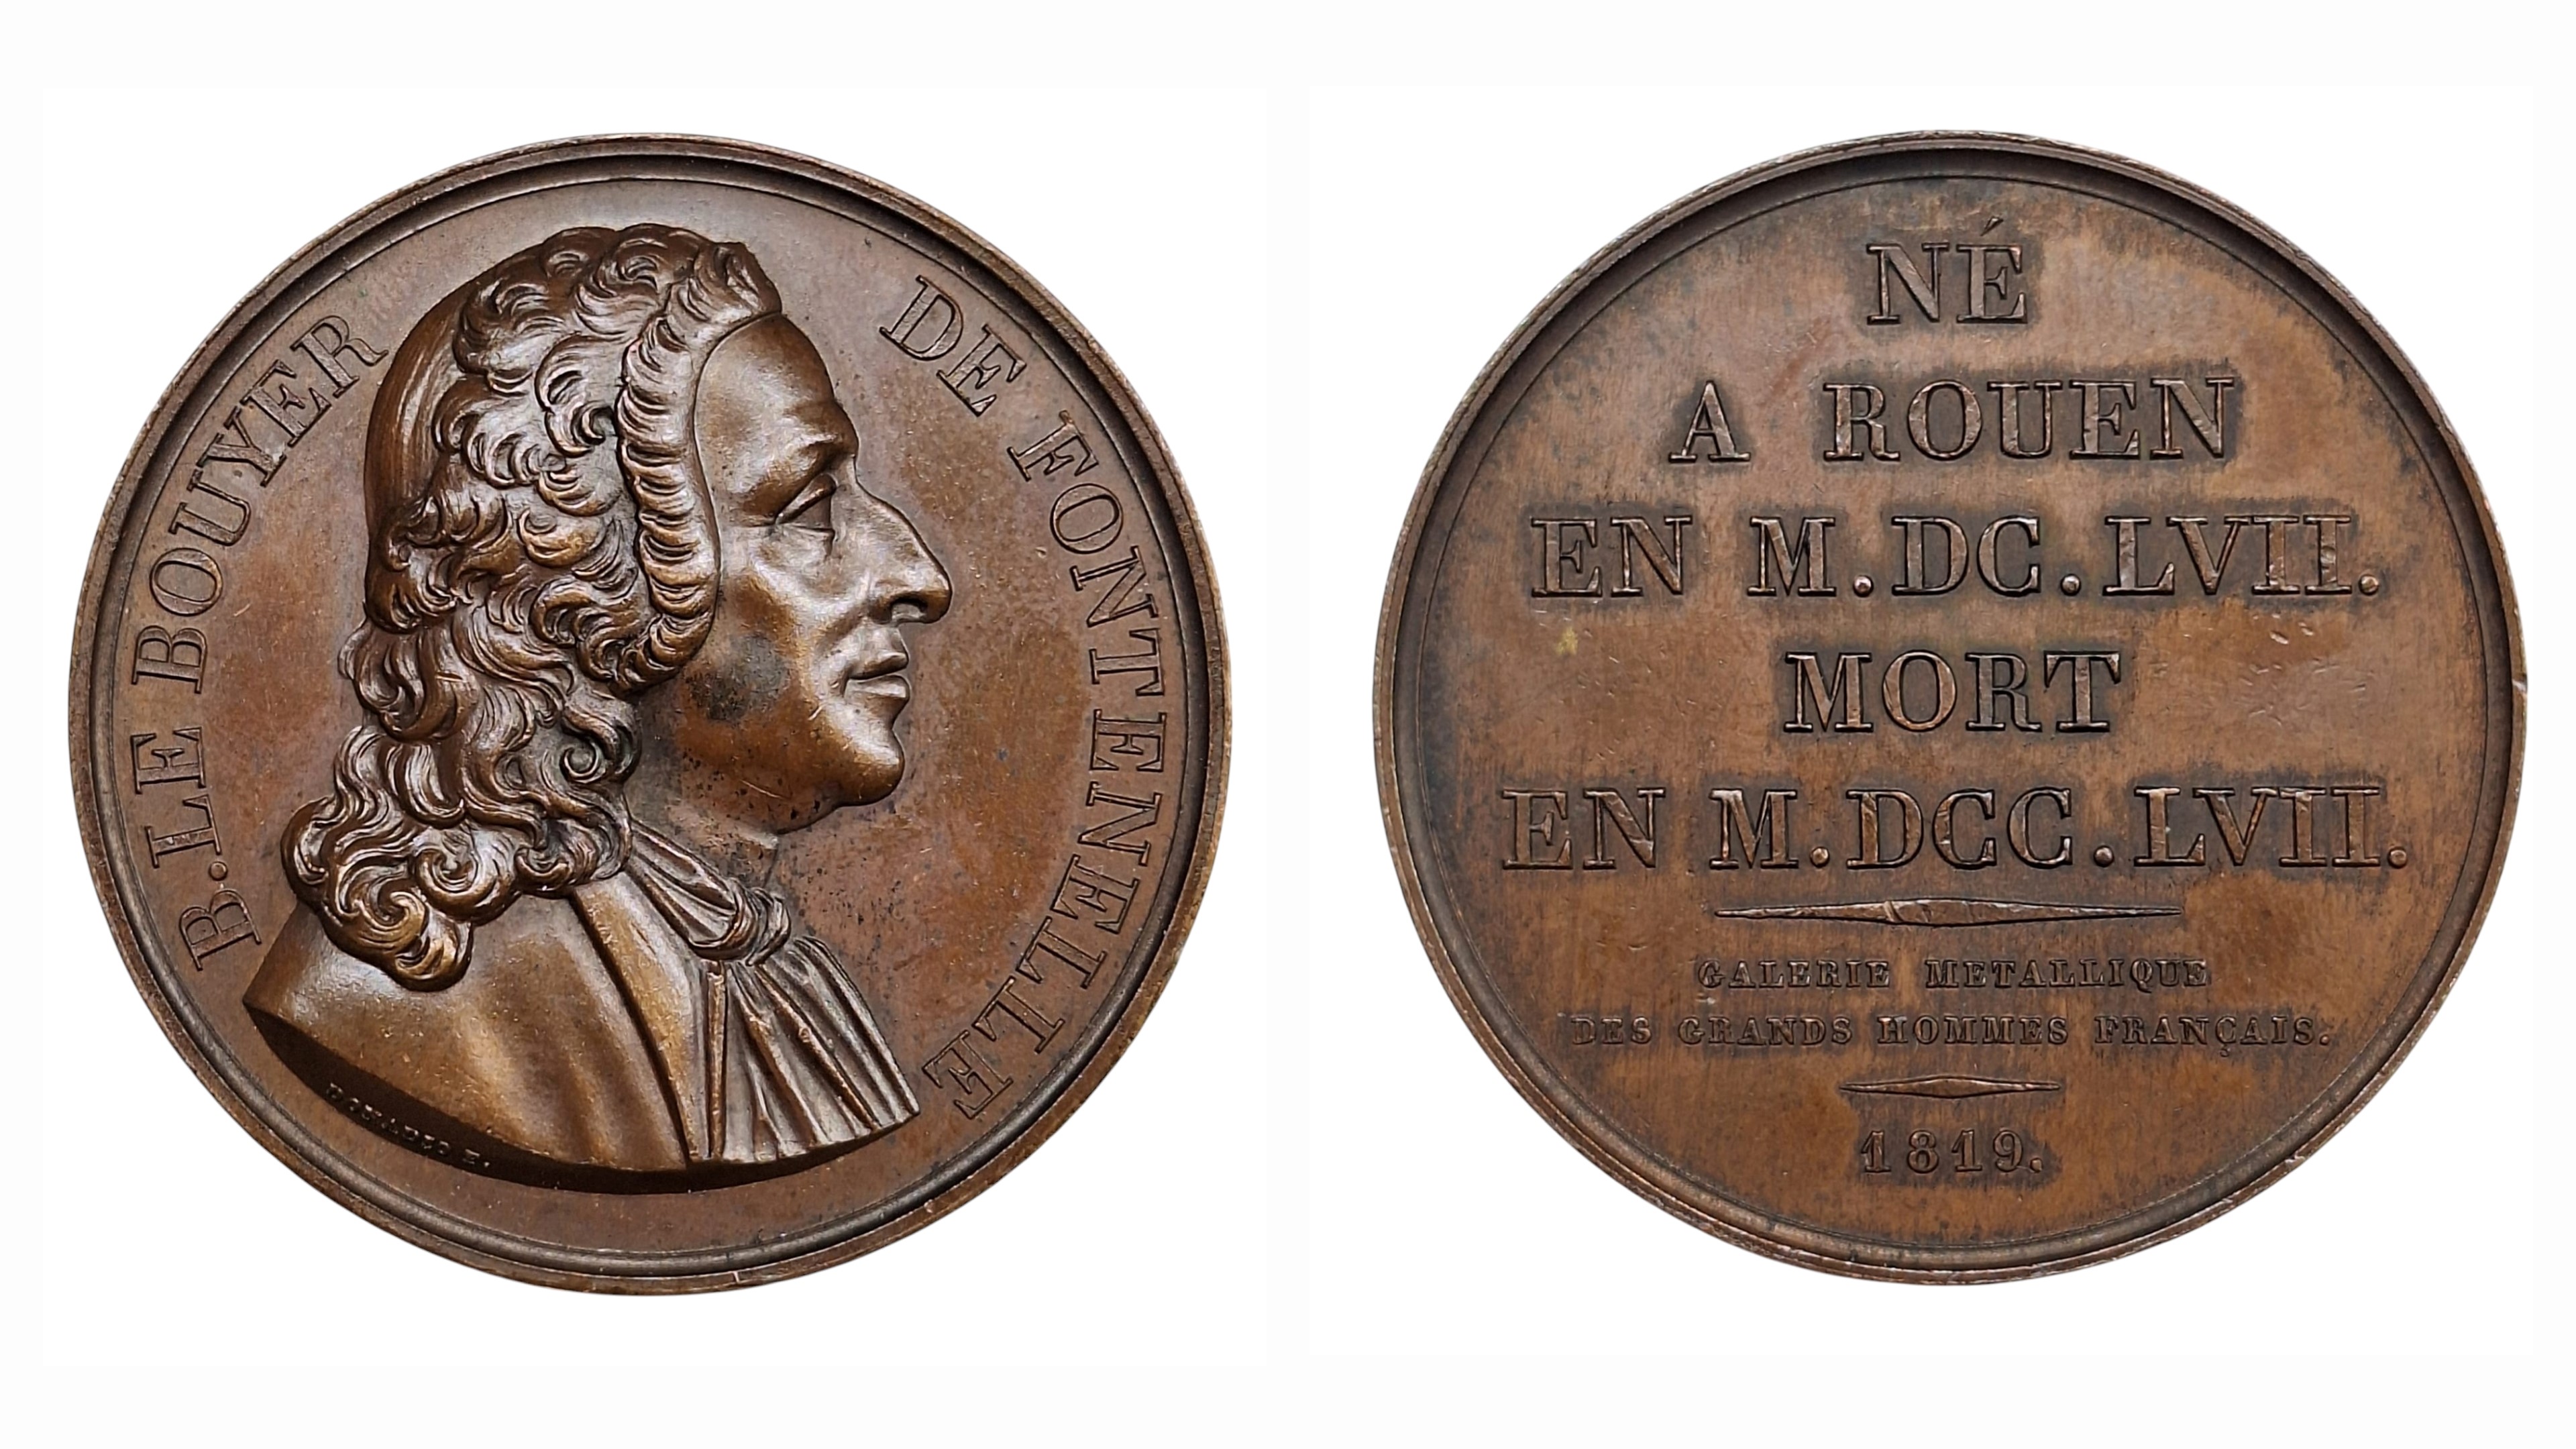 B. LE BOUYER DE FONTENELLE
DONADIO F.
NÉ
A ROUEN
EN M. DC. LVII.
MORT
EN M. DCC. LVII.
GALERIE METALLIQUE
DES GRANDS HOMMES FRANÇAIS.
1819.